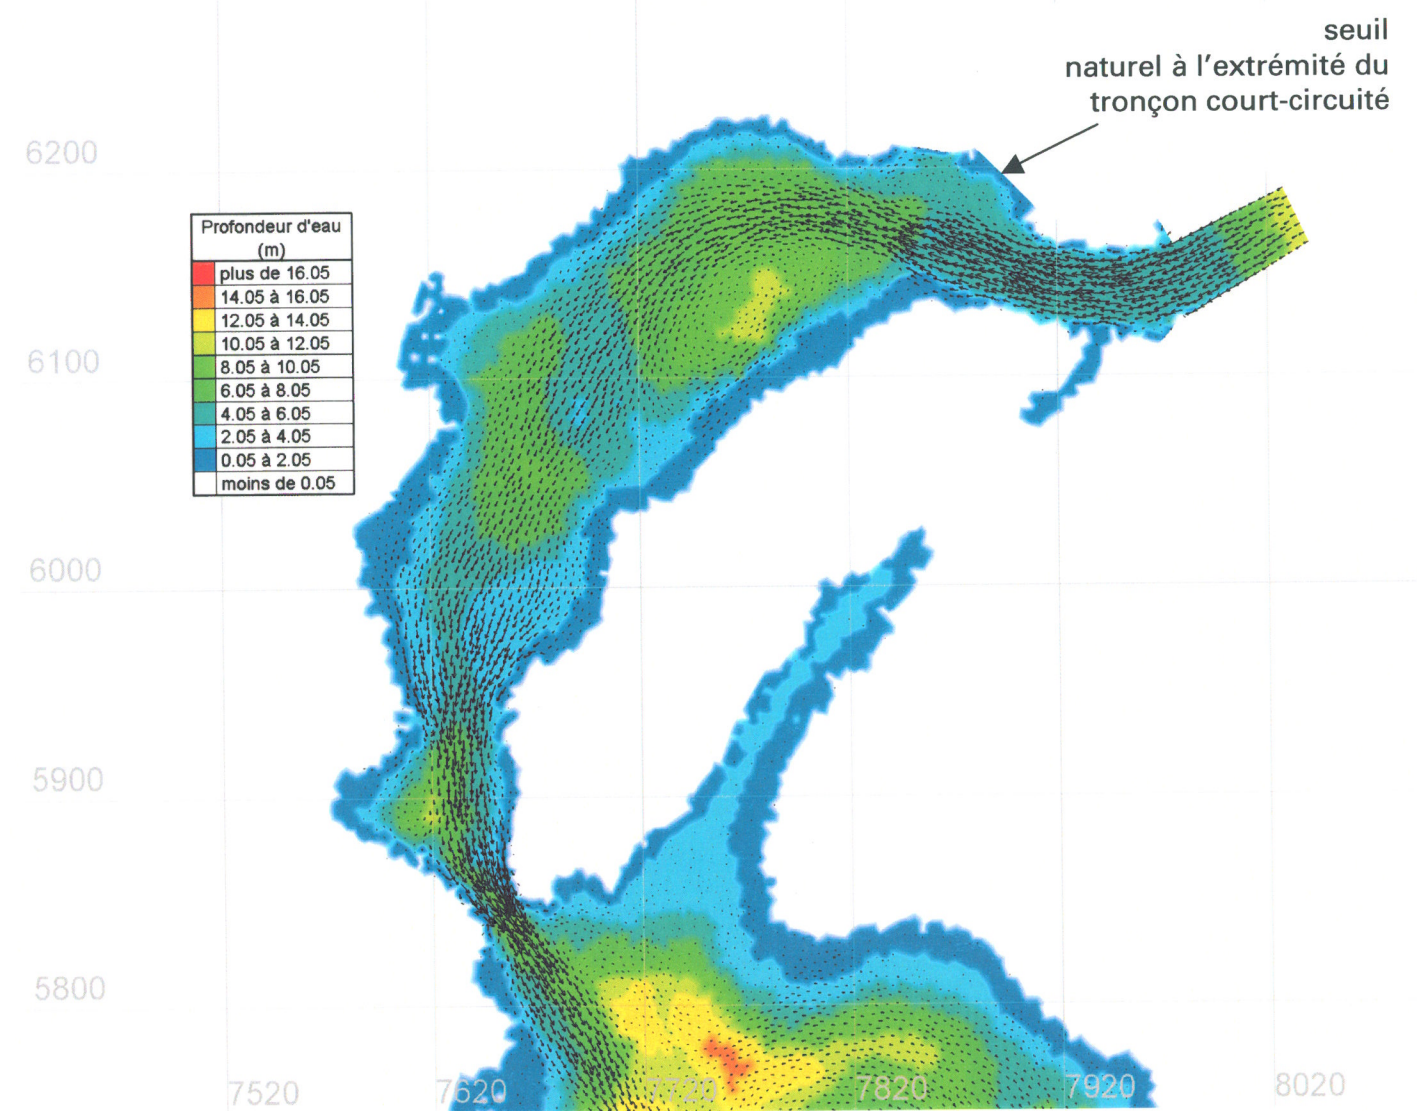 seuil
naturel à l'extrémité du
tronçon court-circuité
6200
Profondeur d'eau
(m)
plus de 16.05
14.05 à 16.05
12.05 à 14.05
10.05 à 12.05
8.05 à 10.05
6.05 à 8.05
4.05 à 6.05
2.05 à 4.05
0.05 à 2.05
moins de 0.05
6100
6000
5900
5800
7520
7620
7720
7820
7920
8020